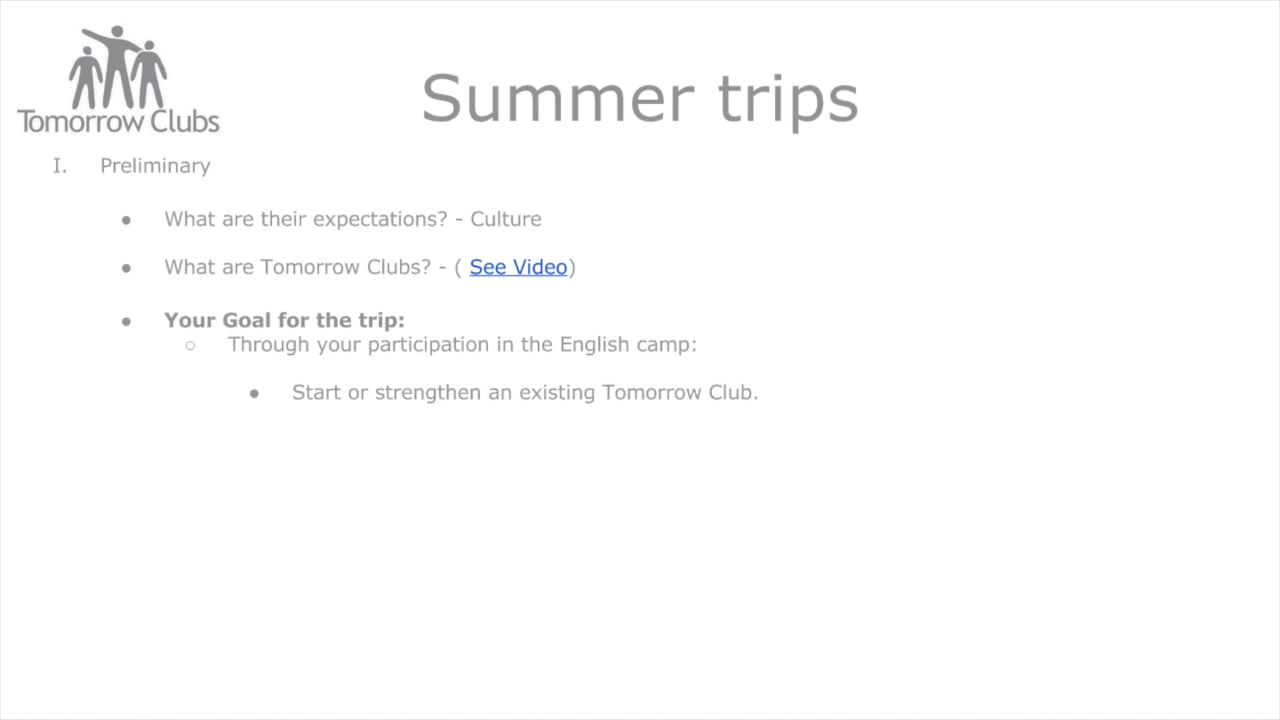 Tomorrow Clubs
Summer trips
I. Preliminary
● What are their expectations? - Culture
● What are Tomorrow Clubs? - ( See Video)
● Your Goal for the trip:
○ Through your participation in the English camp:
● Start or strengthen an existing Tomorrow Club.